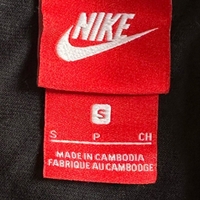 NIKE
S
S P CH
MADE IN CAMBODIA
FABRIQUE AU CAMBODGE